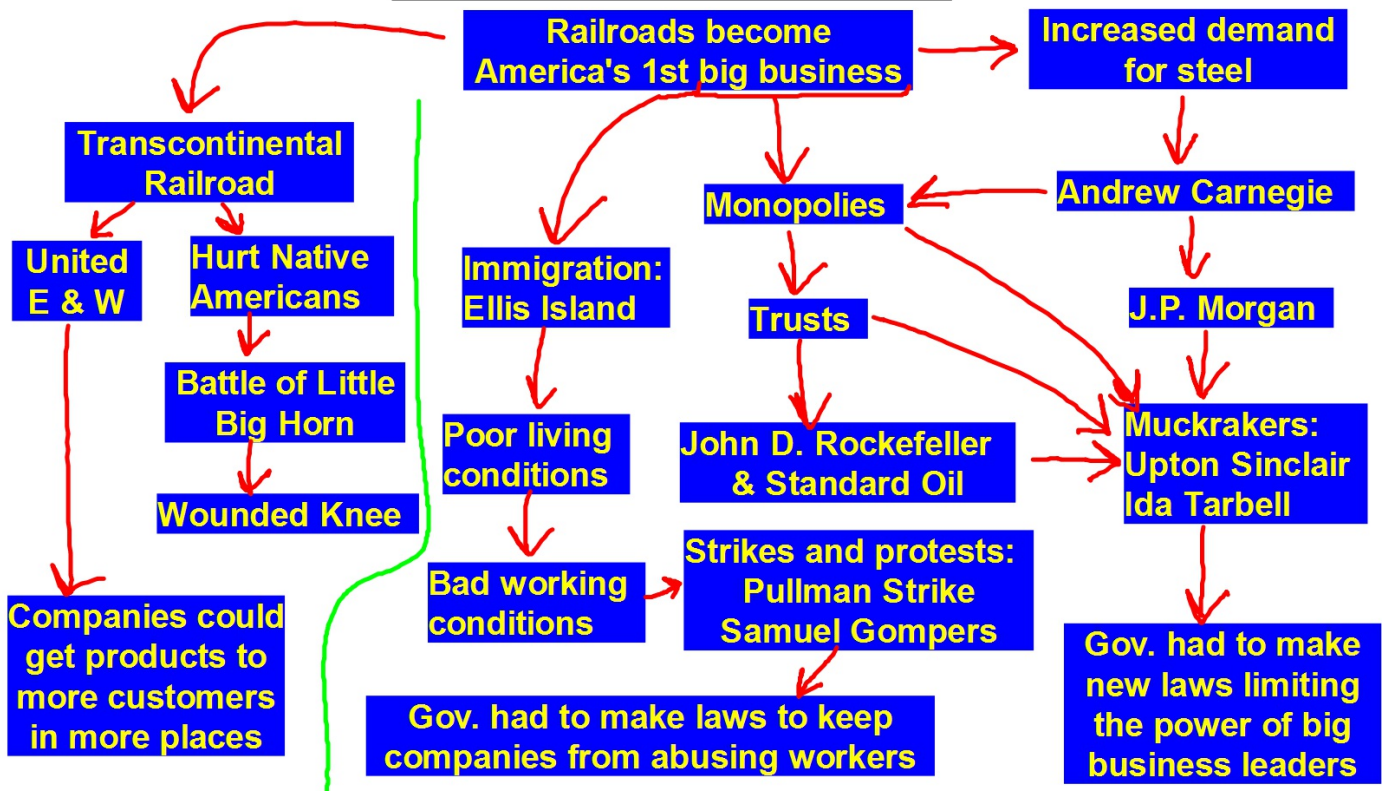 Railroads become
America's 1st big business
Increased demand
for steel
Transcontinental
Railroad
Monopolies
Andrew Carnegie
United
E & W
Hurt Native
Americans
Immigration:
Ellis Island
Trusts
J.P. Morgan
Battle of Little
Big Horn
Poor living
conditions
John D. Rockefeller
& Standard Oil
Muckrakers:
Upton Sinclair
Ida Tarbell
Wounded Knee
Bad working
conditions
Strikes and protests:
Pullman Strike
Samuel Gompers
Companies could
get products to
more customers
in more places
Gov. had to make laws to keep
companies from abusing workers
Gov. had to make
new laws limiting
the power of big
business leaders